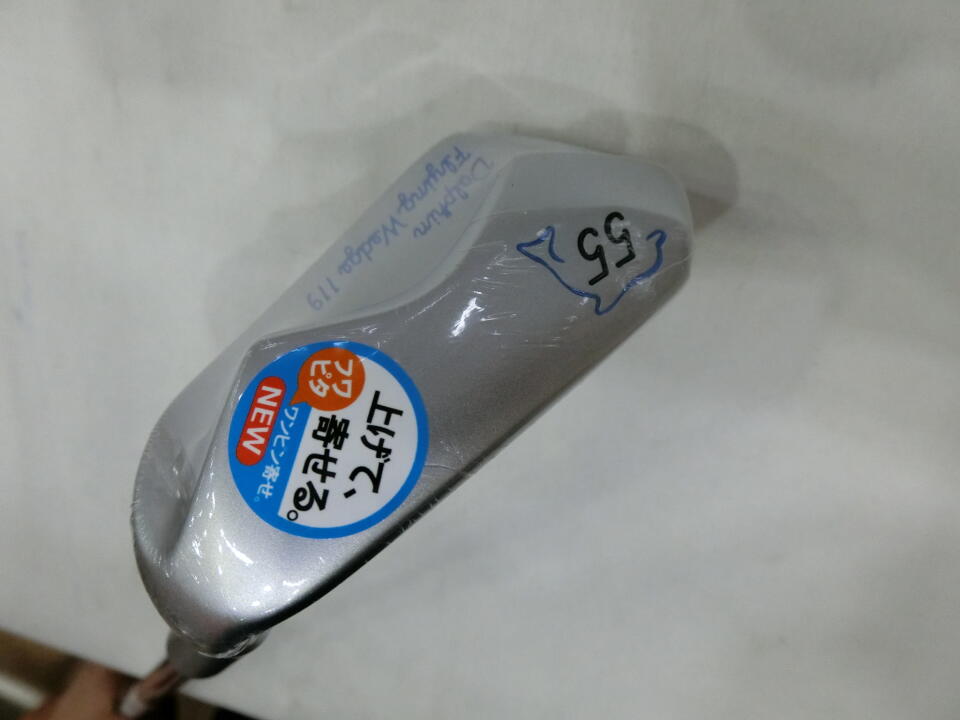 Dolphin
Flying Wedge 119
55
上げて、
寄せる。
フワ
ピタ
ワンピン寄せ。
NEW